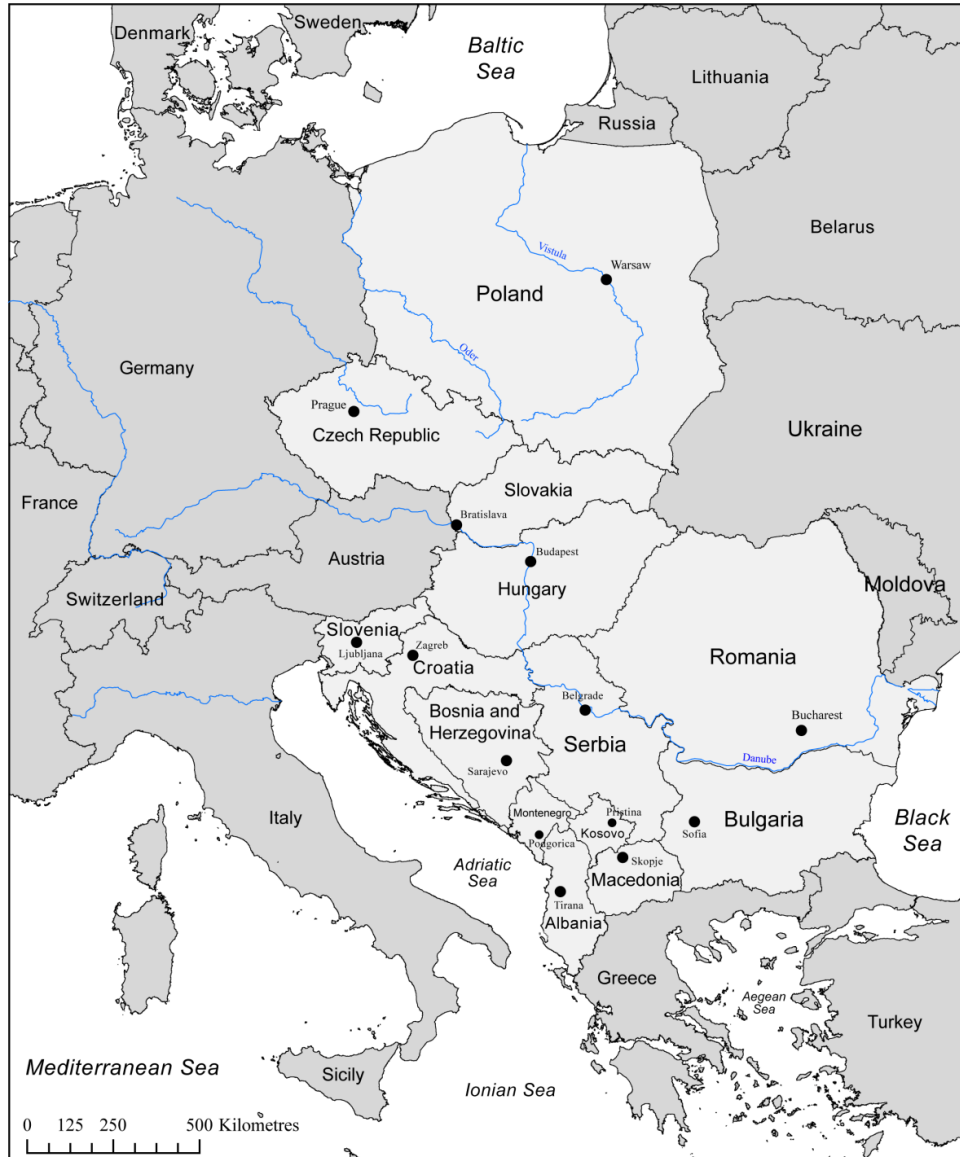 Denmark
Sweden
Baltic
Sea
Lithuania
Russia
Belarus
Vistula
Warsaw
Poland
Oder
Germany
Prague
Czech Republic
Ukraine
Slovakia
France
Bratislava
Budapest
Austria
Hungary
Moldova
Switzerland
Slovenia
Ljubljana
Zagreb
Croatia
Romania
Belgrade
Bosnia and
Herzegovina
Bucharest
Serbia
Danube
Sarajevo
Montenegro
Pristina
Kosovo
Italy
Sofia
Bulgaria
Black
Sea
Podgorica
Adriatic
Sea
Skopje
Macedonia
Tirana
Albania
Greece
Aegean
Sea
Turkey
Mediterranean Sea
Sicily
Ionian Sea
0 125 250 500 Kilometres